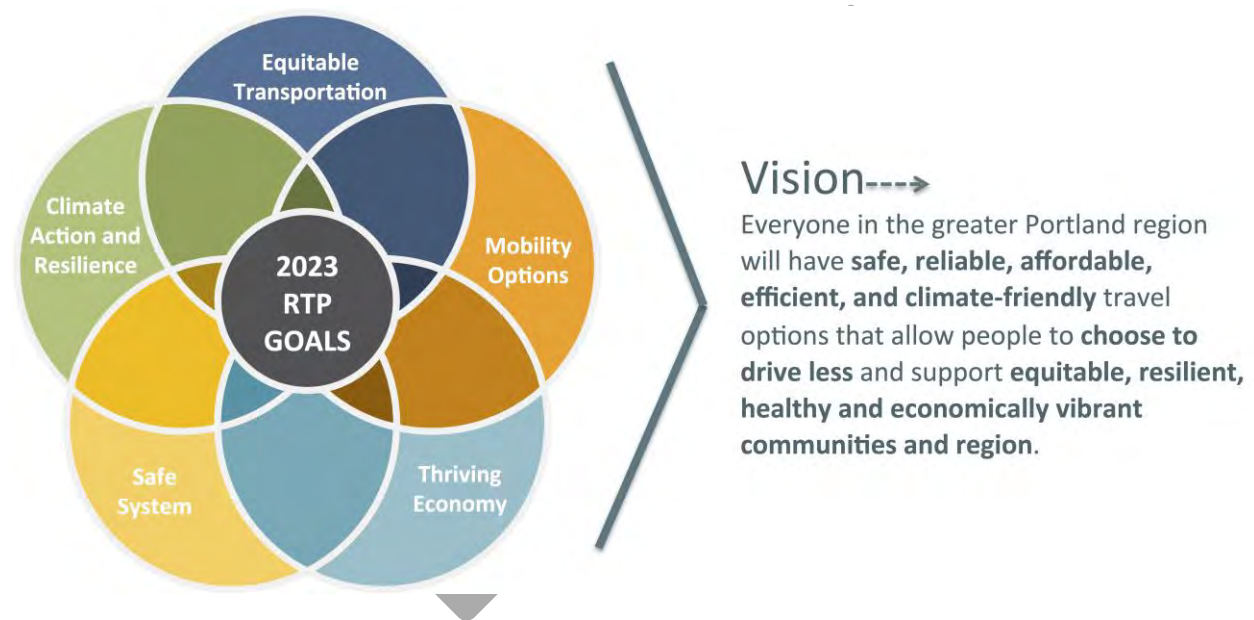 Equitable
Transportation
Climate
Action and
Resilience
Mobility
Options
2023
RTP
GOALS
Safe
System
Thriving
Economy
Vision---->
Everyone in the greater Portland region
will have safe, reliable, affordable,
efficient, and climate-friendly travel
options that allow people to choose to
drive less and support equitable, resilient,
healthy and economically vibrant
communities and region.